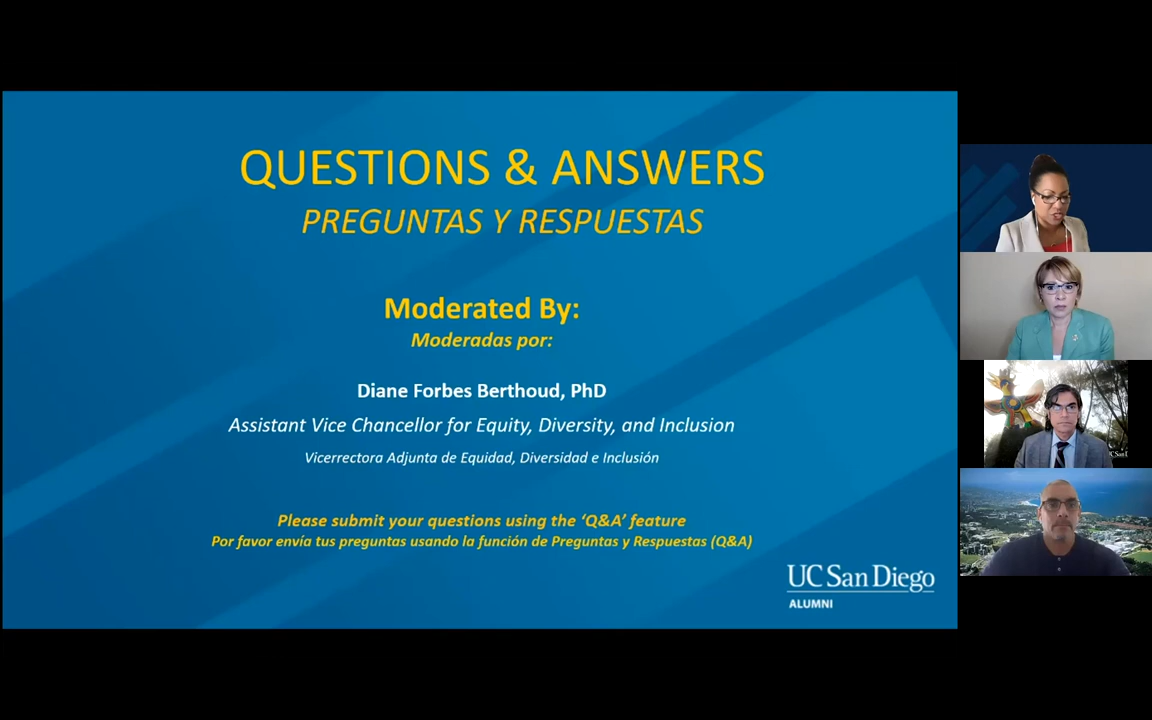 QUESTIONS & ANSWERS
PREGUNTAS Y RESPUESTAS
Moderated By:
Moderadas por:
Diane Forbes Berthoud, PhD
Assistant Vice Chancellor for Equity, Diversity, and Inclusion
Vicerrectora Adjunta de Equidad, Diversidad e Inclusión
Please submit your questions using the ‘Q&A’ feature
Por favor envía tus preguntas usando la función de Preguntas y Respuestas (Q&A)
UC San Diego
ALUMNI